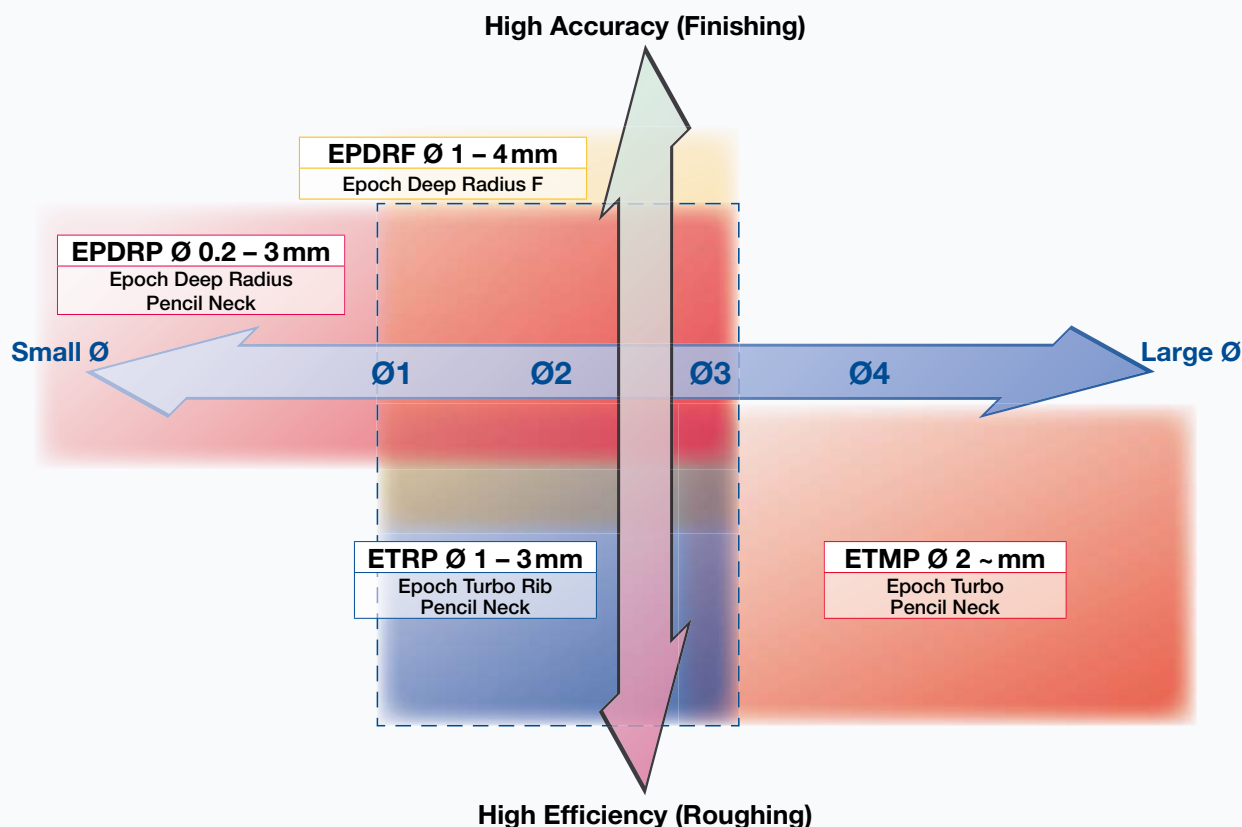 High Accuracy (Finishing)
EPDRF Ø 1 – 4 mm
Epoch Deep Radius F
EPDRP Ø 0.2 – 3 mm
Epoch Deep Radius
Pencil Neck
Small Ø
Ø1
Ø2
Ø3
Ø4
Large Ø
ETRP Ø 1 – 3 mm
Epoch Turbo Rib
Pencil Neck
ETMP Ø 2 ~ mm
Epoch Turbo
Pencil Neck
High Efficiency (Roughing)